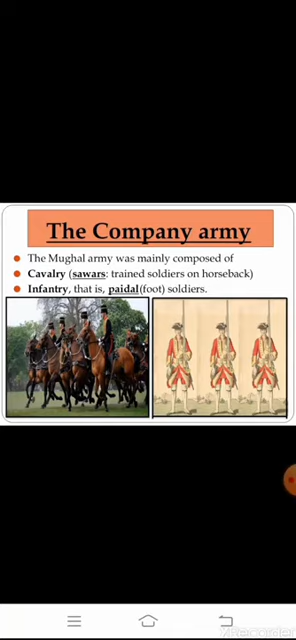 The Company army
The Mughal army was mainly composed of
Cavalry (sawars: trained soldiers on horseback)
Infantry, that is, paidal(foot) soldiers.
XRecorder